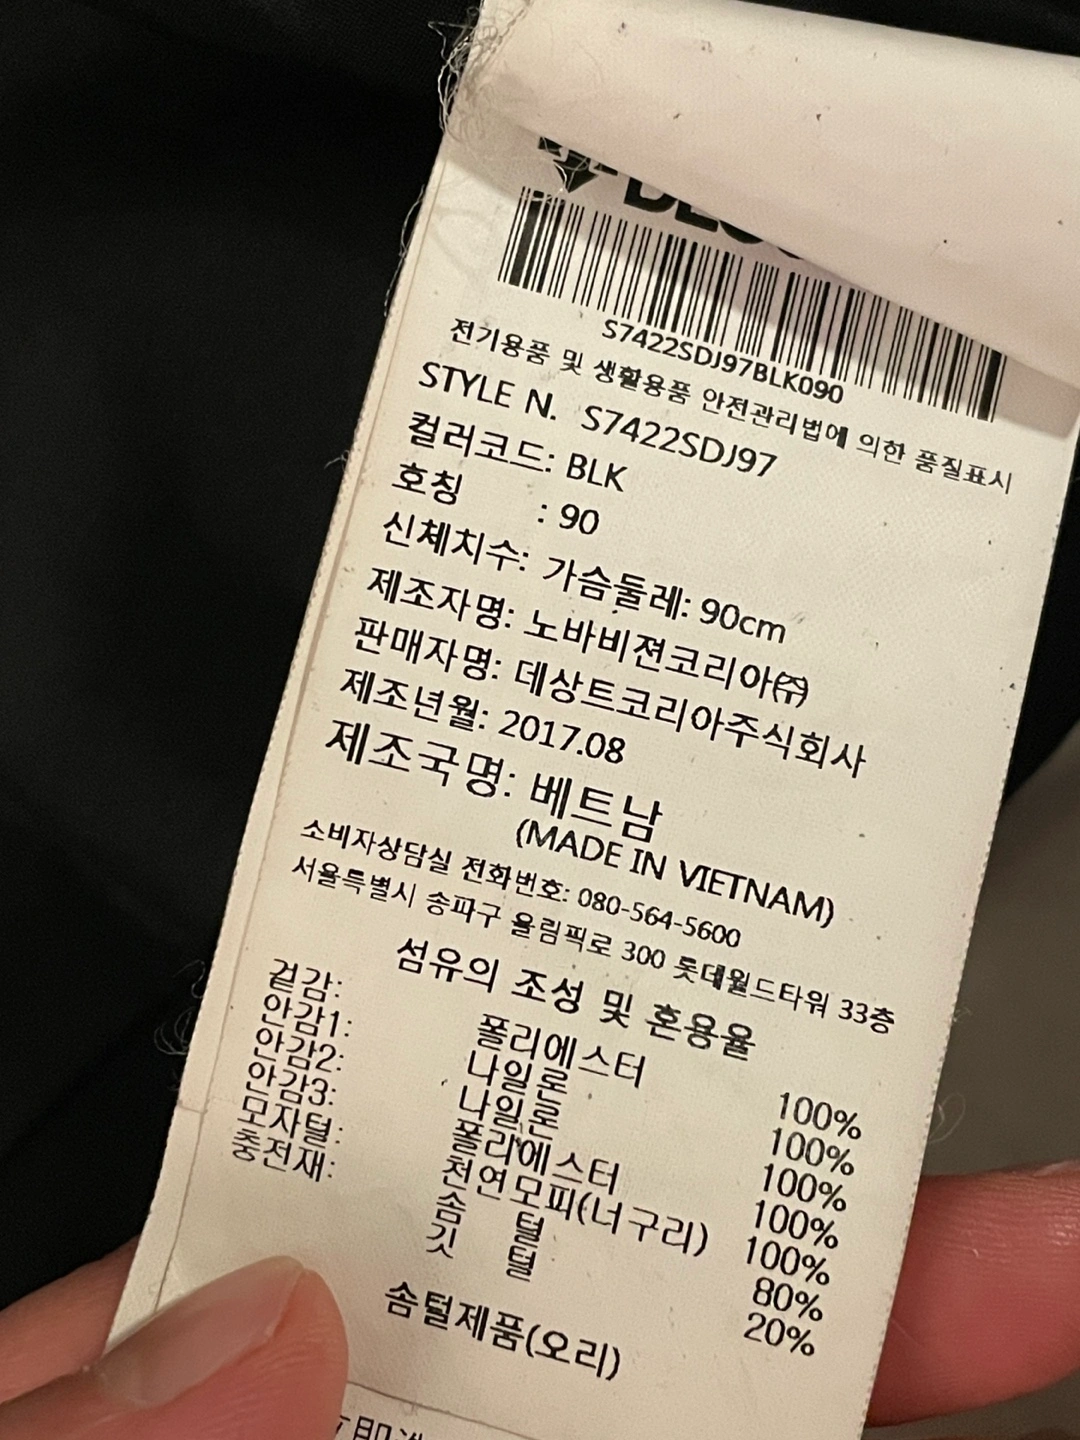 S7422SDJ97BLK090
전기용품 및 생활용품 안전관리법에 의한 품질표시
STYLE N. S7422SDJ97
컬러코드: BLK
호칭 : 90
신체치수: 가슴둘레: 90cm
제조자명: 노바비젼코리아㈜
판매자명: 데상트코리아주식회사
제조년월: 2017.08
제조국명: 베트남
(MADE IN VIETNAM)
소비자상담실 전화번호: 080-564-5600
서울특별시 송파구 올림픽로 300 롯데월드타워 33층
섬유의 조성 및 혼용율
겉감: 폴리에스터 100%
안감1: 나일론 100%
안감2: 나일론 100%
안감3: 폴리에스터 100%
모자털: 천연모피(너구리) 100%
충전재: 솜 털 80%
깃 털 20%
솜털제품(오리)